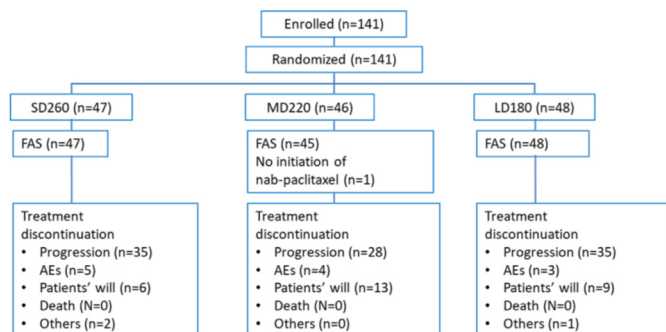 Enrolled (n=141)
Randomized (n=141)
SD260 (n=47)
MD220 (n=46)
LD180 (n=48)
FAS (n=47)
FAS (n=45)
No initiation of
nab-paclitaxel (n=1)
FAS (n=48)
Treatment
discontinuation
• Progression (n=35)
• AEs (n=5)
• Patients’ will (n=6)
• Death (N=0)
• Others (n=2)
Treatment
discontinuation
• Progression (n=28)
• AEs (n=4)
• Patients’ will (n=13)
• Death (N=0)
• Others (n=0)
Treatment
discontinuation
• Progression (n=35)
• AEs (n=3)
• Patients’ will (n=9)
• Death (N=0)
• Others (n=1)